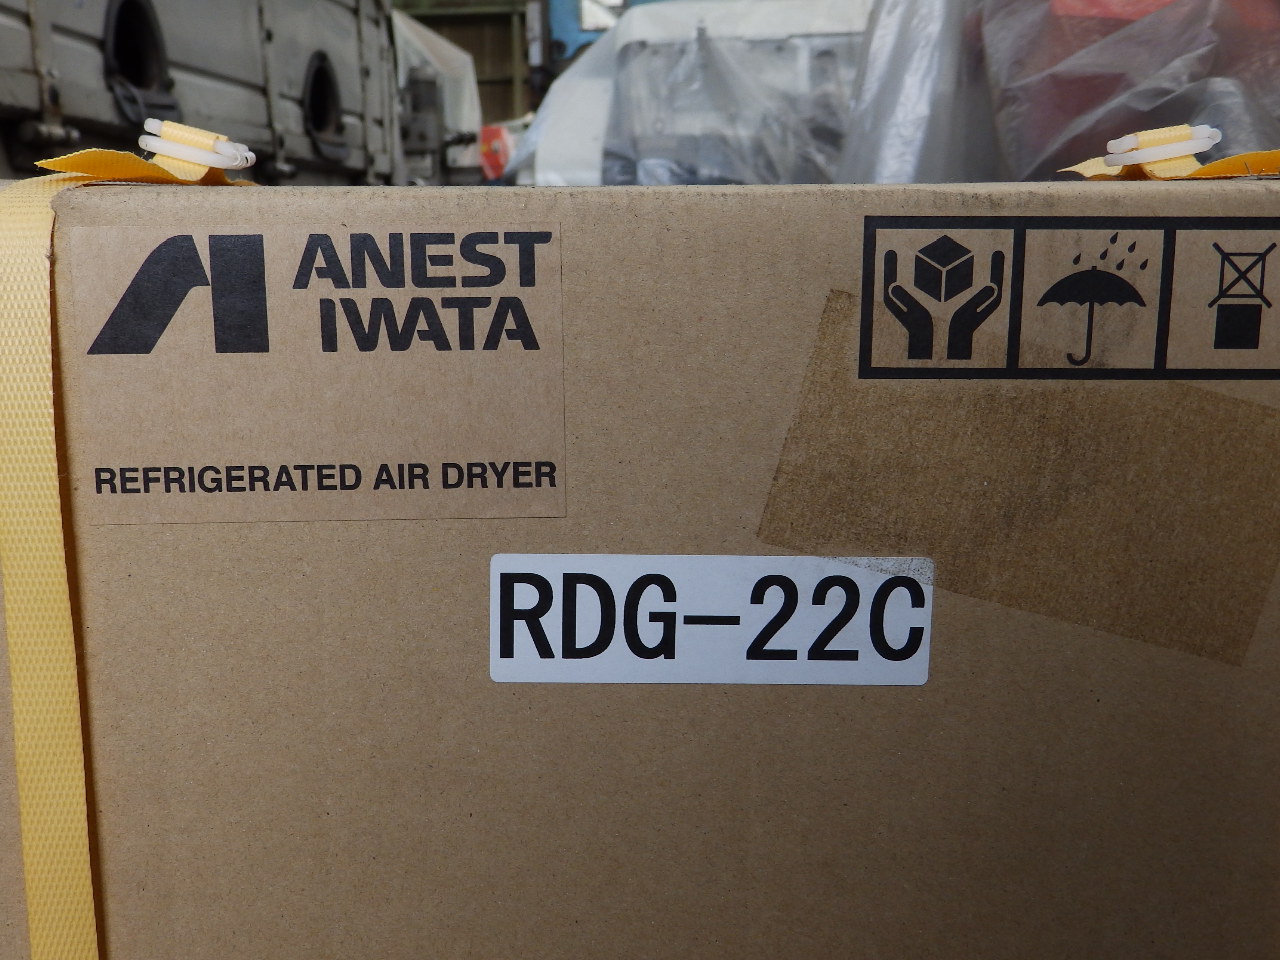 ANEST
IWATA
REFRIGERATED AIR DRYER
RDG-22C